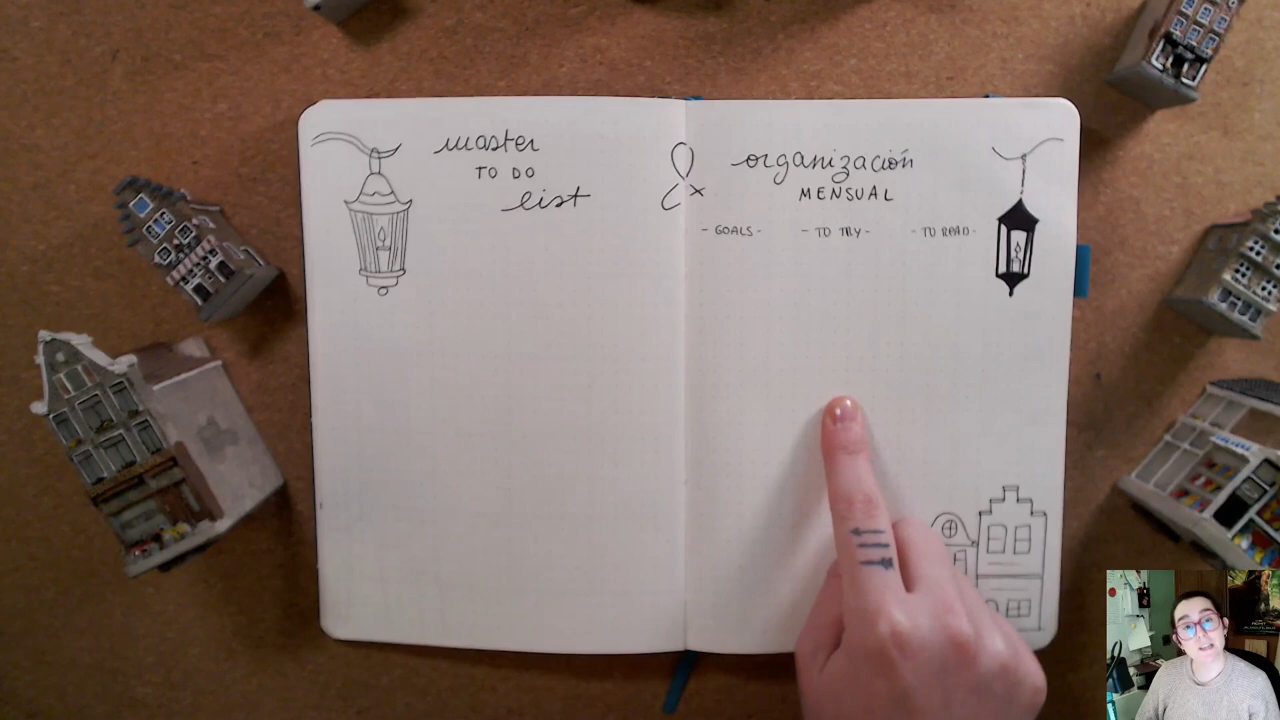 master
TO DO
list
&
organización
MENSUAL
- GOALS -
- TO TRY -
- TO READ -